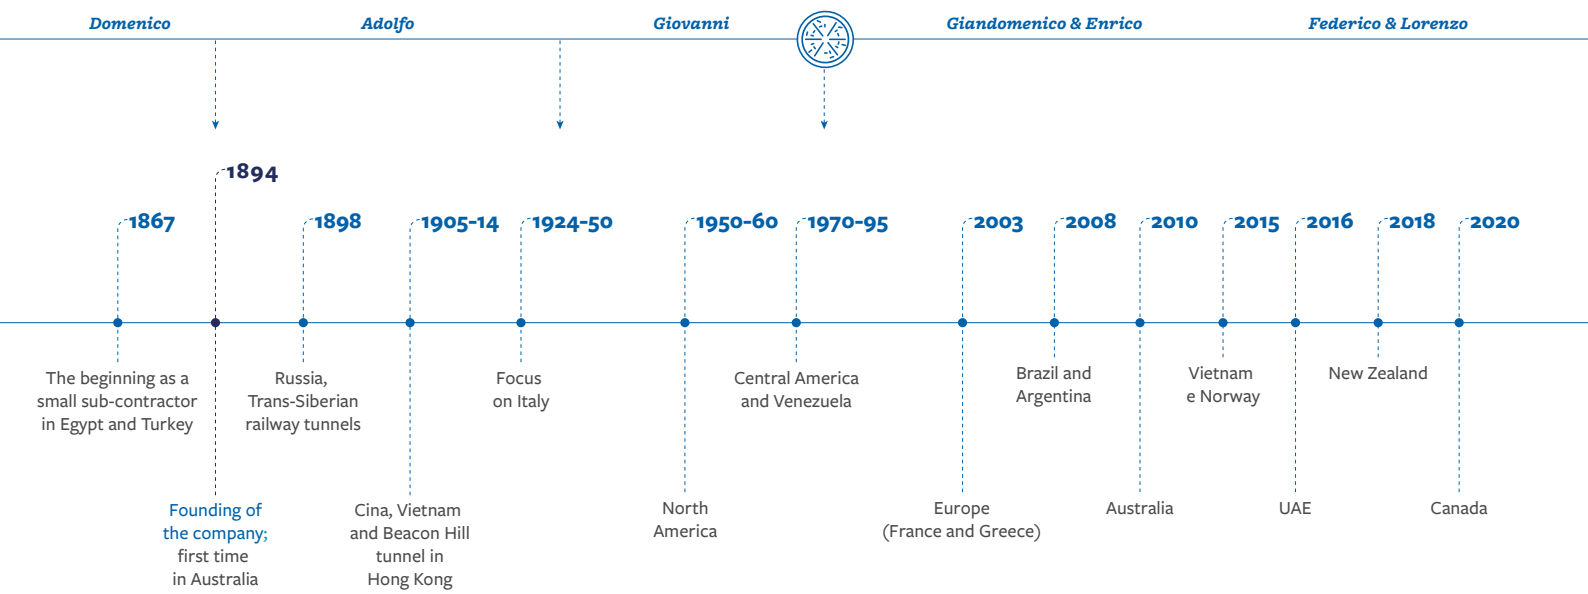 Domenico
Adolfo
Giovanni
Giandomenico & Enrico
Federico & Lorenzo
1894
1867
1898
1905-14
1924-50
1950-60
1970-95
2003
2008
2010
2015
2016
2018
2020
The beginning as a
small sub-contractor
in Egypt and Turkey
Russia,
Trans-Siberian
railway tunnels
Focus
on Italy
Central America
and Venezuela
Brazil and
Argentina
Vietnam
e Norway
New Zealand
Founding of
the company;
first time
in Australia
Cina, Vietnam
and Beacon Hill
tunnel in
Hong Kong
North
America
Europe
(France and Greece)
Australia
UAE
Canada